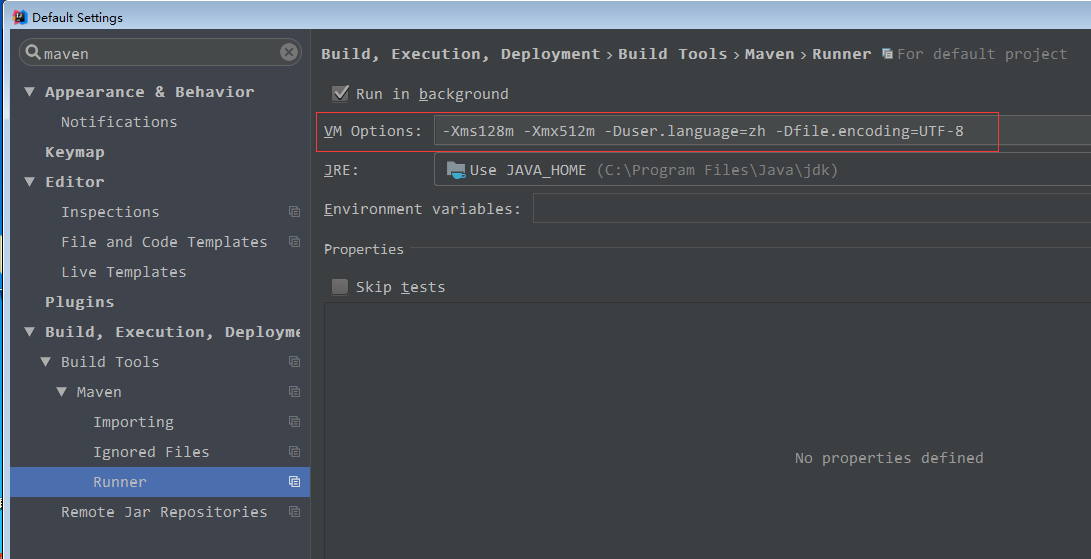 Default Settings
maven
Appearance & Behavior
Notifications
Keymap
Editor
Inspections
File and Code Templates
Live Templates
Plugins
Build, Execution, Deployme
Build Tools
Maven
Importing
Ignored Files
Runner
Remote Jar Repositories
Build, Execution, Deployment › Build Tools › Maven › Runner For default project
Run in background
VM Options: -Xms128m -Xmx512m -Duser.language=zh -Dfile.encoding=UTF-8
JRE: Use JAVA_HOME (C:\Program Files\Java\jdk)
Environment variables:
Properties
Skip tests
No properties defined